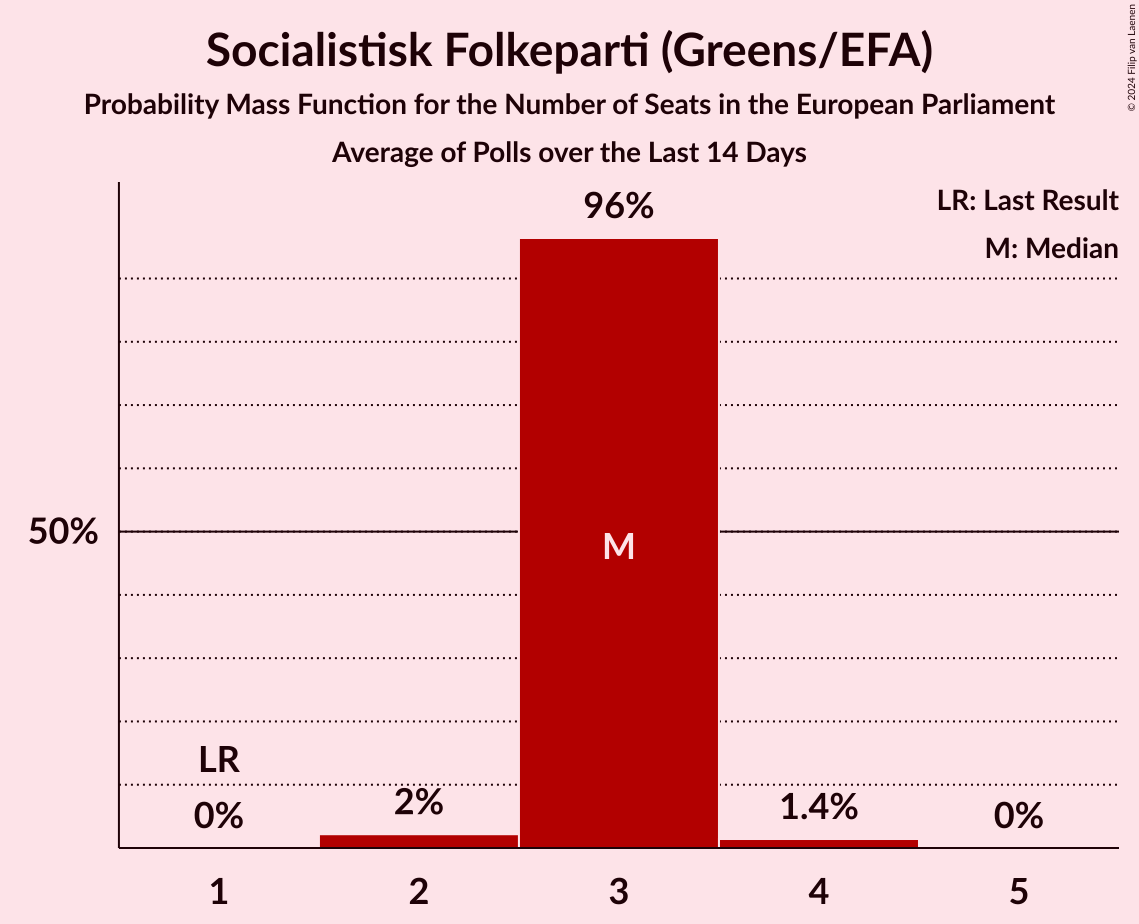 Socialistisk Folkeparti (Greens/EFA)
Probability Mass Function for the Number of Seats in the European Parliament
Average of Polls over the Last 14 Days
© 2024 Filip van Laenen
LR: Last Result
M: Median
96%
50%
M
LR
0%
2%
1.4%
0%
1 2 3 4 5